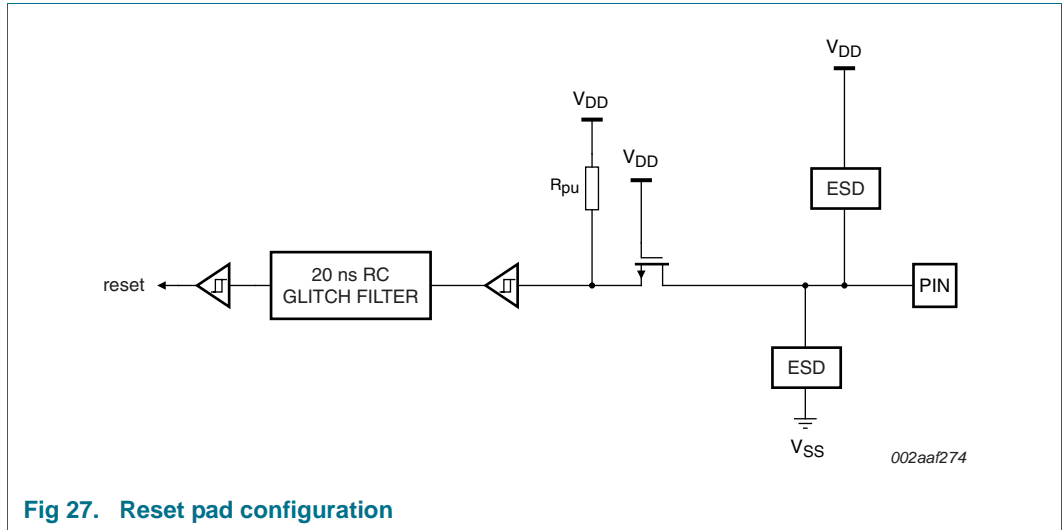 VDD
VDD
VDD
Rpu
ESD
reset
20 ns RC
GLITCH FILTER
PIN
ESD
VSS
002aaf274
Fig 27. Reset pad configuration